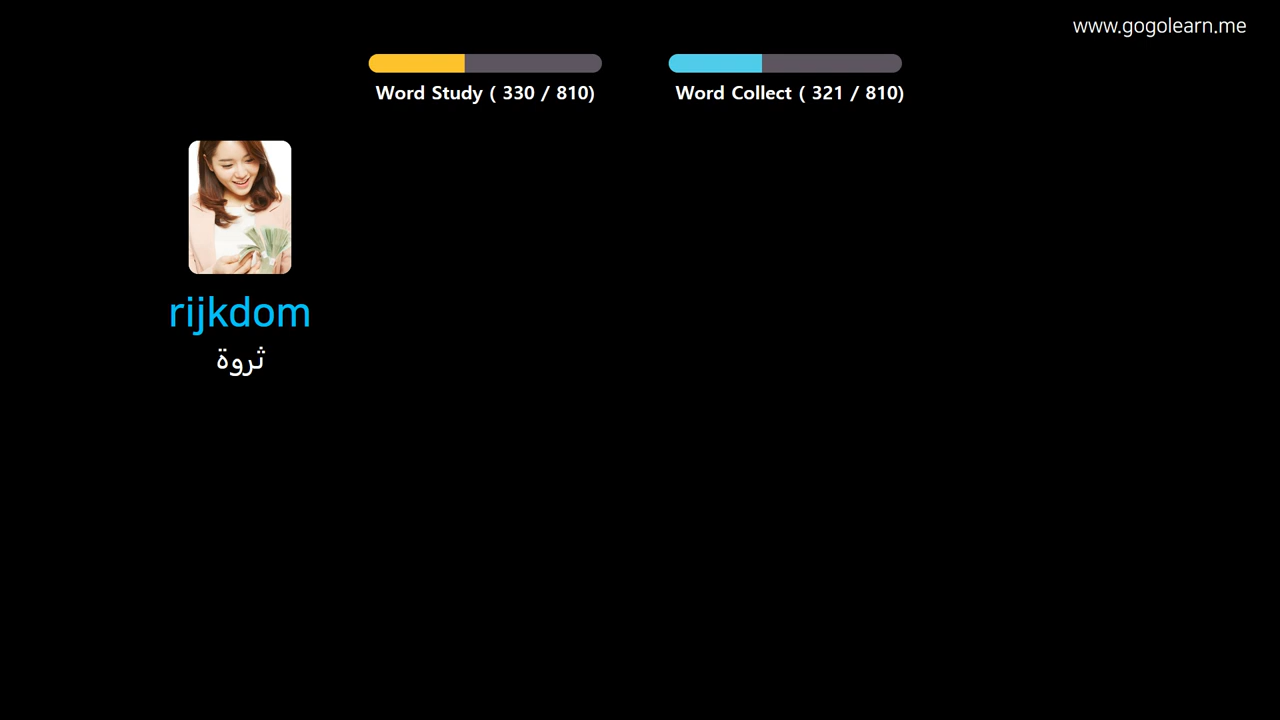 www.gogolearn.me
Word Study ( 330 / 810)
Word Collect ( 321 / 810)
rijkdom
ثروة